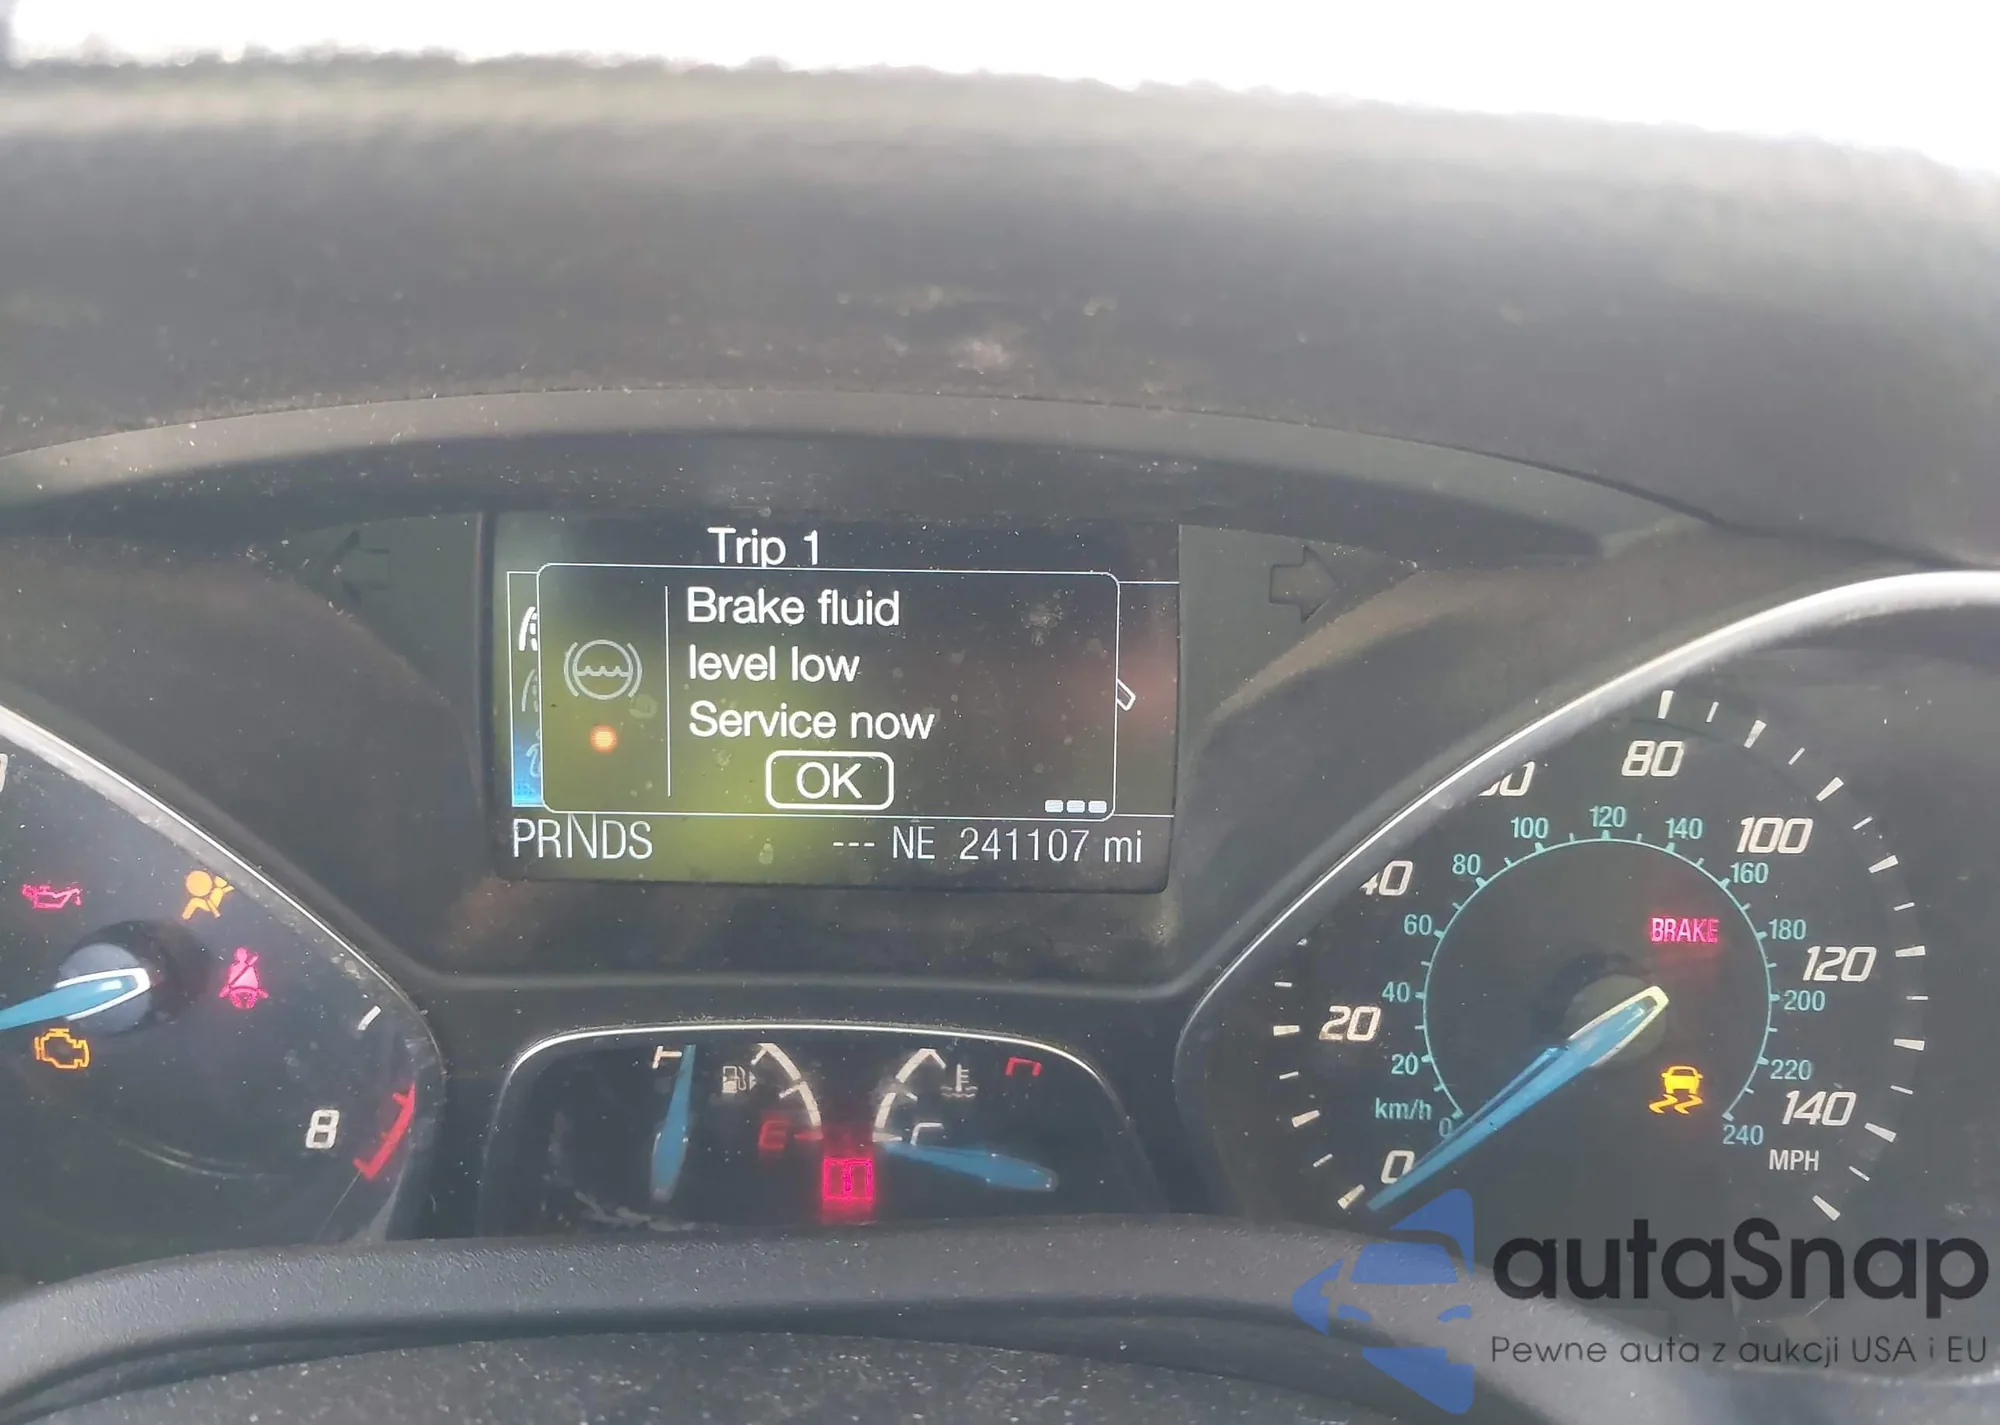 Trip 1
Brake fluid
level low
Service now
OK
PRNDS
--- NE 241107 mi
8
E
C
BRAKE
0
20
40
80
100
120
140
MPH
km/h
0
20
40
60
80
100
120
140
160
180
200
220
240
autaSnap
Pewne auta z aukcji USA i EU